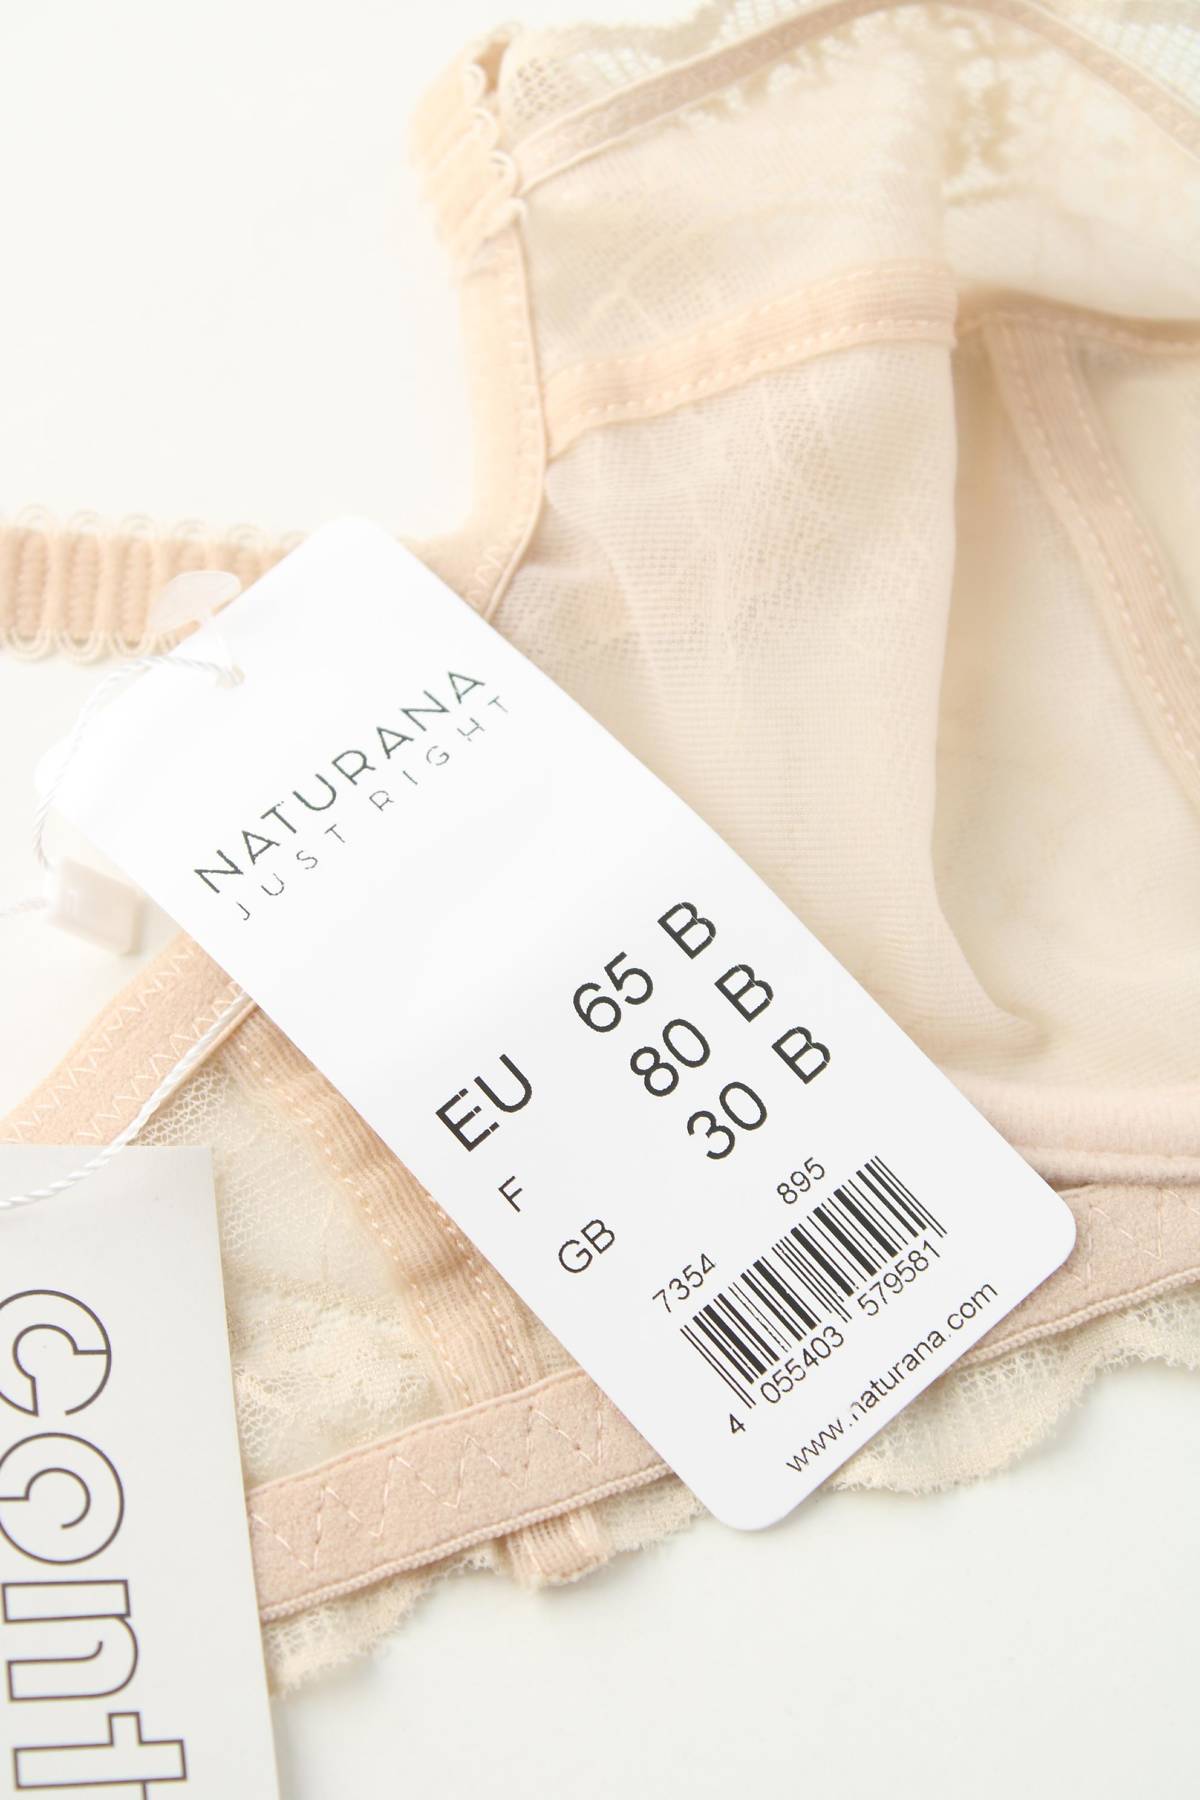 NATURANA
JUST RIGHT
EU 65 B
F 80 B
GB 30 B
7354 895
4 055403 579581
www.naturana.com
cont